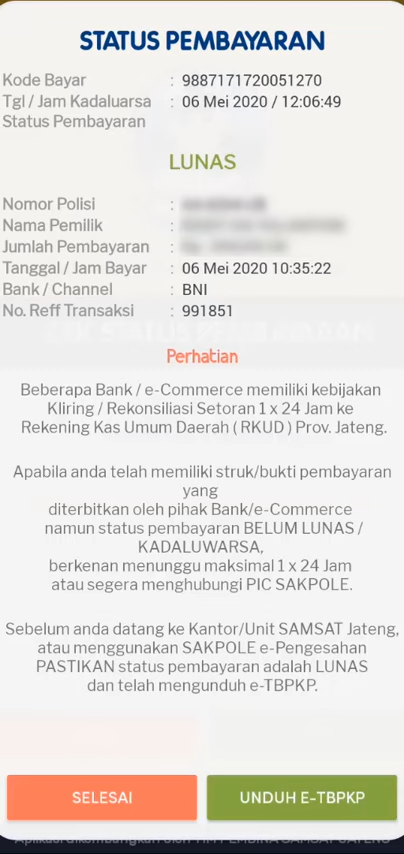 STATUS PEMBAYARAN
Kode Bayar : 9887171720051270
Tgl / Jam Kadaluarsa : 06 Mei 2020 / 12:06:49
Status Pembayaran
LUNAS
Nomor Polisi :
Nama Pemilik :
Jumlah Pembayaran :
Tanggal / Jam Bayar : 06 Mei 2020 10:35:22
Bank / Channel : BNI
No. Reff Transaksi : 991851
Perhatian
Beberapa Bank / e-Commerce memiliki kebijakan
Kliring / Rekonsiliasi Setoran 1 x 24 Jam ke
Rekening Kas Umum Daerah ( RKUD ) Prov. Jateng.
Apabila anda telah memiliki struk/bukti pembayaran
yang
diterbitkan oleh pihak Bank/e-Commerce
namun status pembayaran BELUM LUNAS /
KADALUWARSA,
berkenan menunggu maksimal 1 x 24 Jam
atau segera menghubungi PIC SAKPOLE.
Sebelum anda datang ke Kantor/Unit SAMSAT Jateng,
atau menggunakan SAKPOLE e-Pengesahan
PASTIKAN status pembayaran adalah LUNAS
dan telah mengunduh e-TBPKP.
SELESAI
UNDUH E-TBPKP